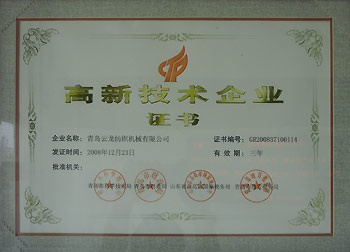 高新技术企业
证书
企业名称：青岛云龙纺织机械有限公司 证书编号：GR200837100114
发证时间：2008年12月23日 有效期：三年
批准机关：